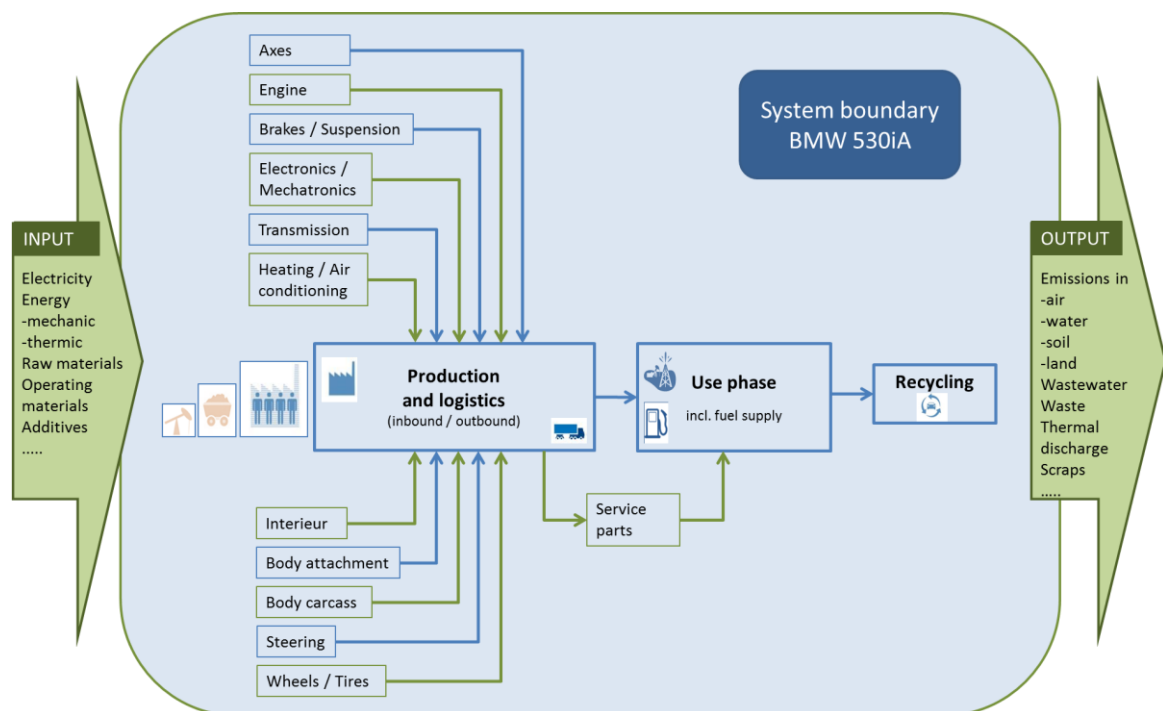 Axes
Engine
Brakes / Suspension
Electronics /
Mechatronics
Transmission
Heating / Air
conditioning
System boundary
BMW 530iA
INPUT
Electricity
Energy
-mechanic
-thermic
Raw materials
Operating
materials
Additives
.....
Production
and logistics
(inbound / outbound)
Use phase
incl. fuel supply
Recycling
Service
parts
Interieur
Body attachment
Body carcass
Steering
Wheels / Tires
OUTPUT
Emissions in
-air
-water
-soil
-land
Wastewater
Waste
Thermal
discharge
Scraps
.....